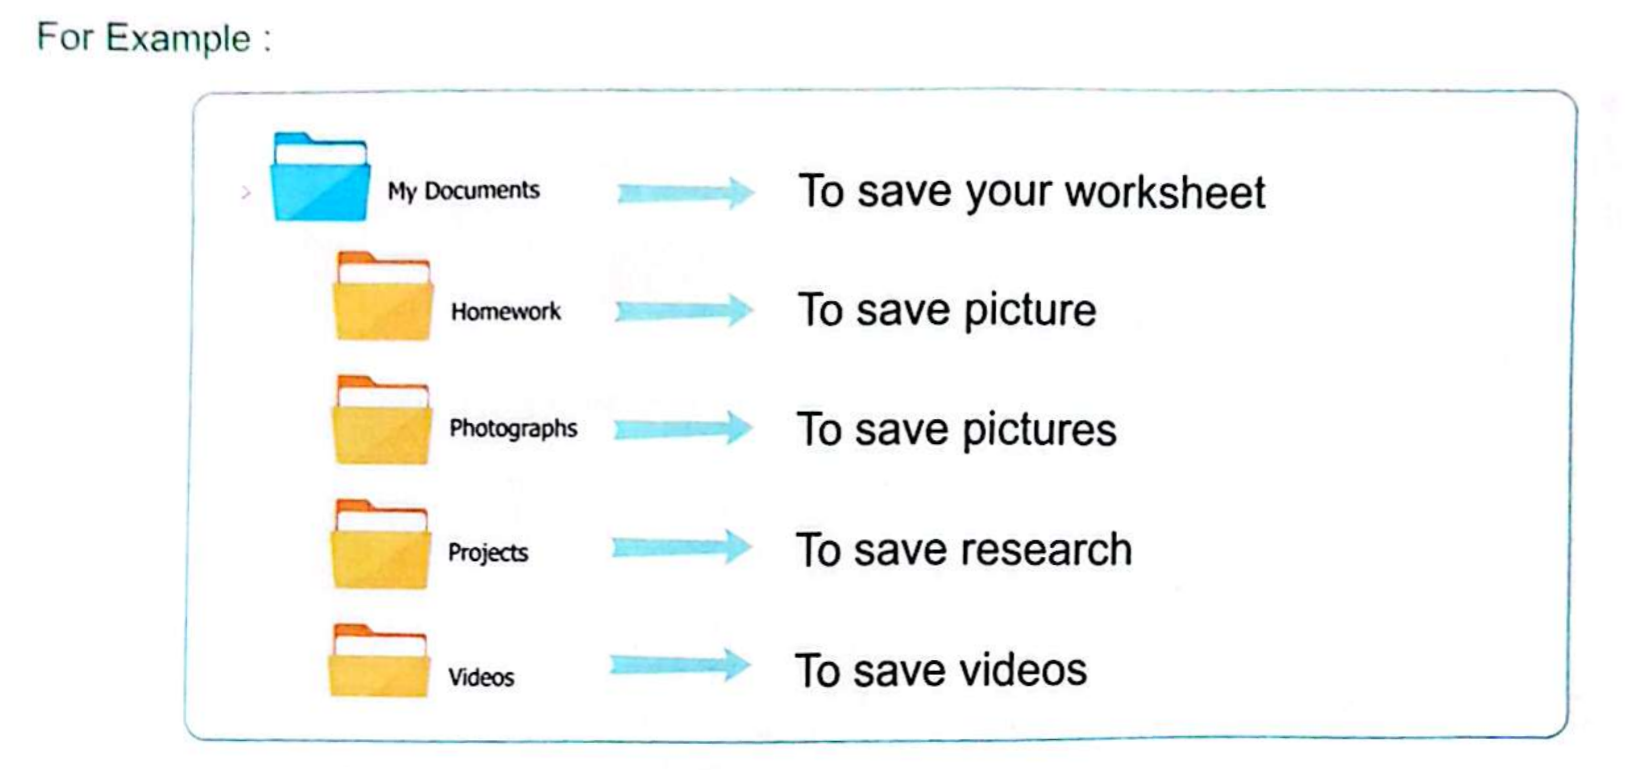 For Example :
My Documents To save your worksheet
Homework To save picture
Photographs To save pictures
Projects To save research
Videos To save videos